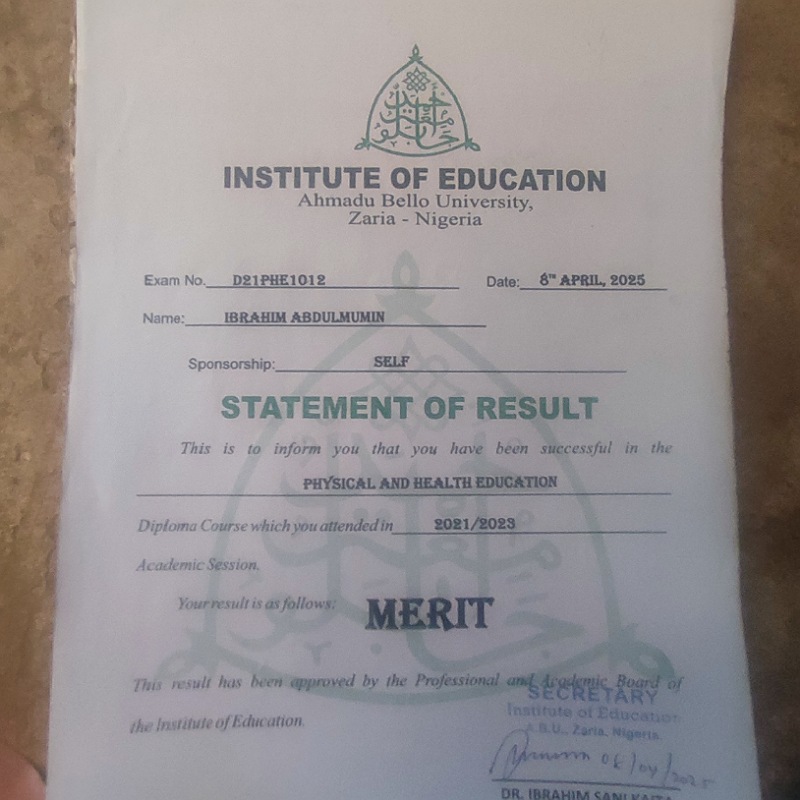 INSTITUTE OF EDUCATION
Ahmadu Bello University,
Zaria - Nigeria
Exam No. D21PHE1012 Date: 8TH APRIL, 2025
Name: IBRAHIM ABDULMUMIN
Sponsorship: SELF
STATEMENT OF RESULT
This is to inform you that you have been successful in the
PHYSICAL AND HEALTH EDUCATION
Diploma Course which you attended in 2021/2023
Academic Session.
Your result is as follows: MERIT
This result has been approved by the Professional and Academic Board of
the Institute of Education.
SECRETARY
Institute of Education
A.B.U., Zaria, Nigeria.
DR. IBRAHIM SANI KAITA